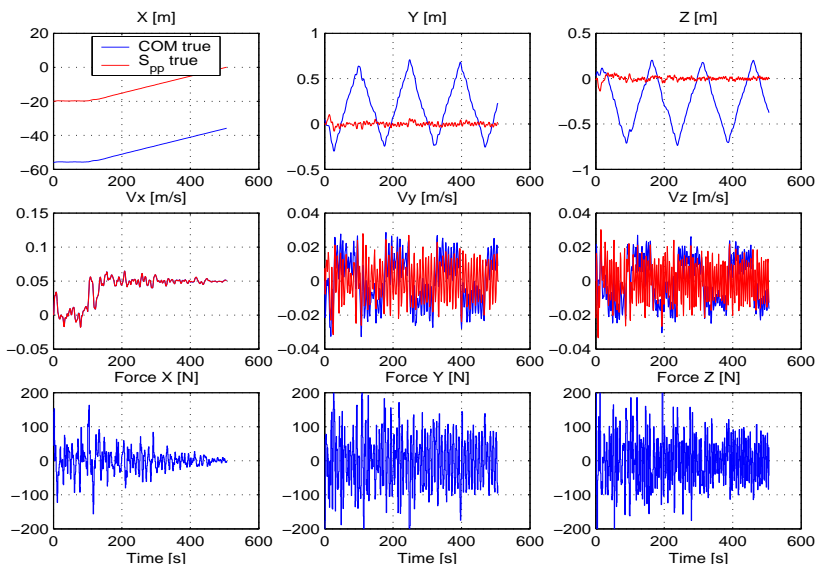 X [m]
Y [m]
Z [m]
20
0
−20
−40
−60
COM true
S_pp true
0 200 400 600
1
0.5
0
−0.5
0 200 400 600
0.5
0
−0.5
−1
0 200 400 600
Vx [m/s]
Vy [m/s]
Vz [m/s]
0.15
0.1
0.05
0
−0.05
0 200 400 600
0.04
0.02
0
−0.02
−0.04
0 200 400 600
0.04
0.02
0
−0.02
−0.04
0 200 400 600
Force X [N]
Force Y [N]
Force Z [N]
200
100
0
−100
−200
0 200 400 600
200
100
0
−100
−200
0 200 400 600
200
100
0
−100
−200
0 200 400 600
Time [s]
Time [s]
Time [s]